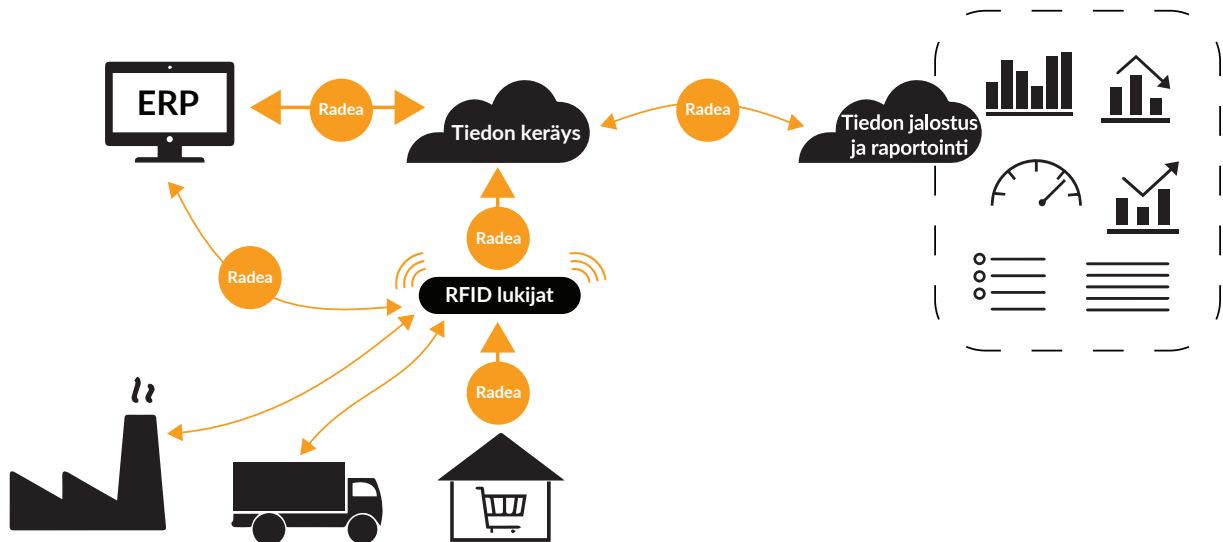 ERP
Radea
Tiedon keräys
Radea
Tiedon jalostus
ja raportointi
Radea
Radea
RFID lukijat
Radea